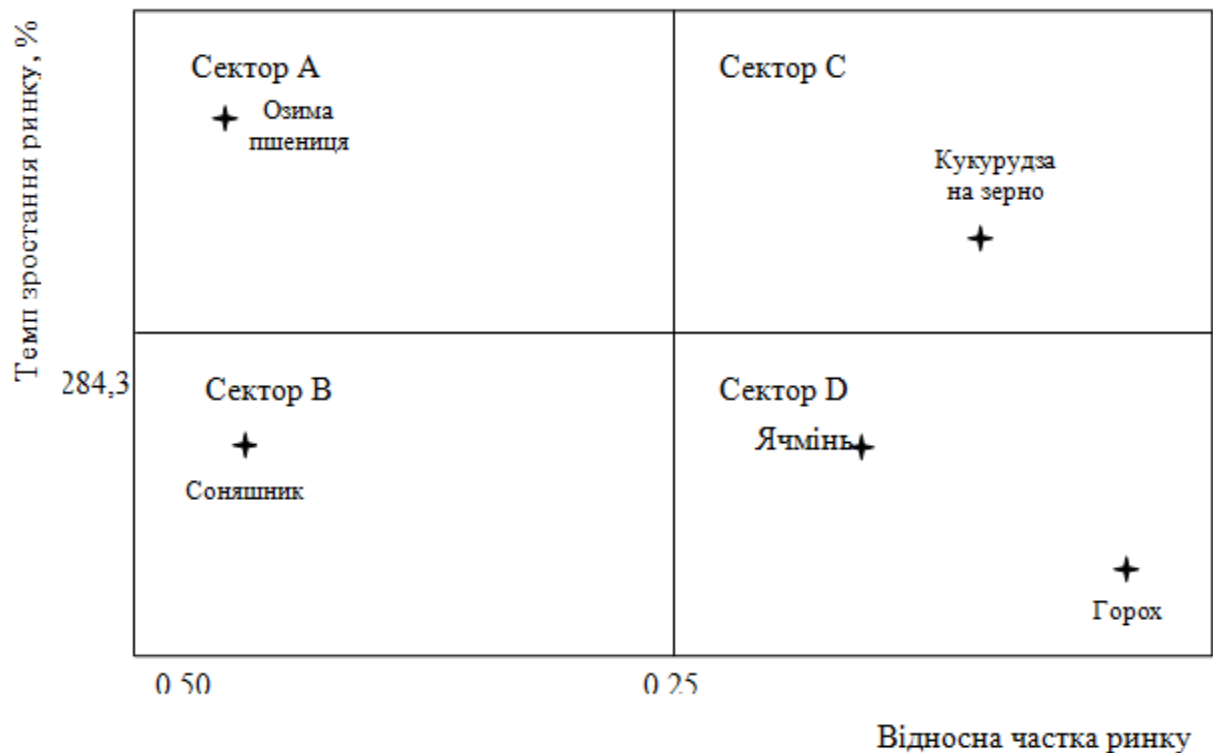 Темп зростання ринку, %
Сектор А
Озима
пшениця
Сектор С
Кукурудза
на зерно
284,3
Сектор В
Соняшник
Сектор D
Ячмінь
Горох
0 50
0 25
Відносна частка ринку